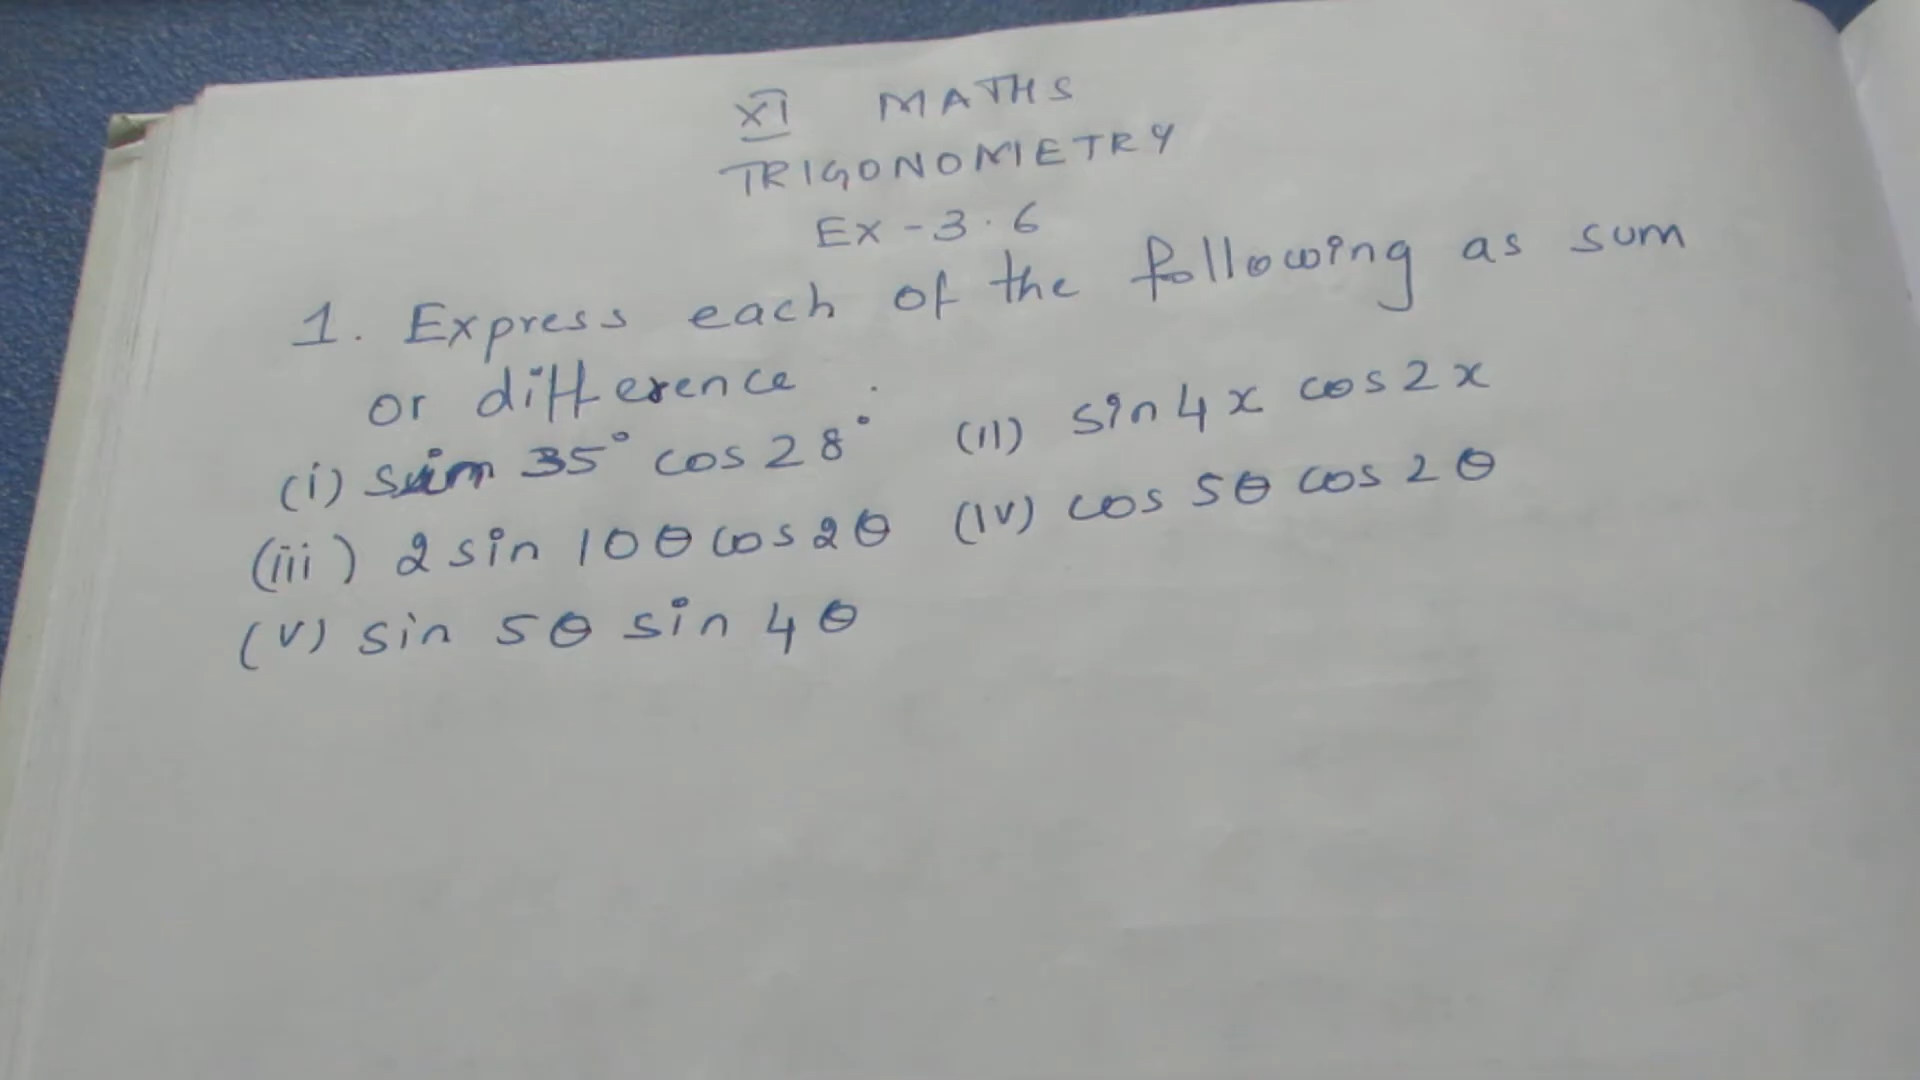 XI MATHS
TRIGONOMETRY
Ex - 3.6
1. Express each of the following as sum
or difference
(i) sin 35° cos 28° (ii) sin 4x cos 2x
(iii) 2 sin 10θ cos 2θ (iv) cos 5θ cos 2θ
(v) sin 5θ sin 4θ